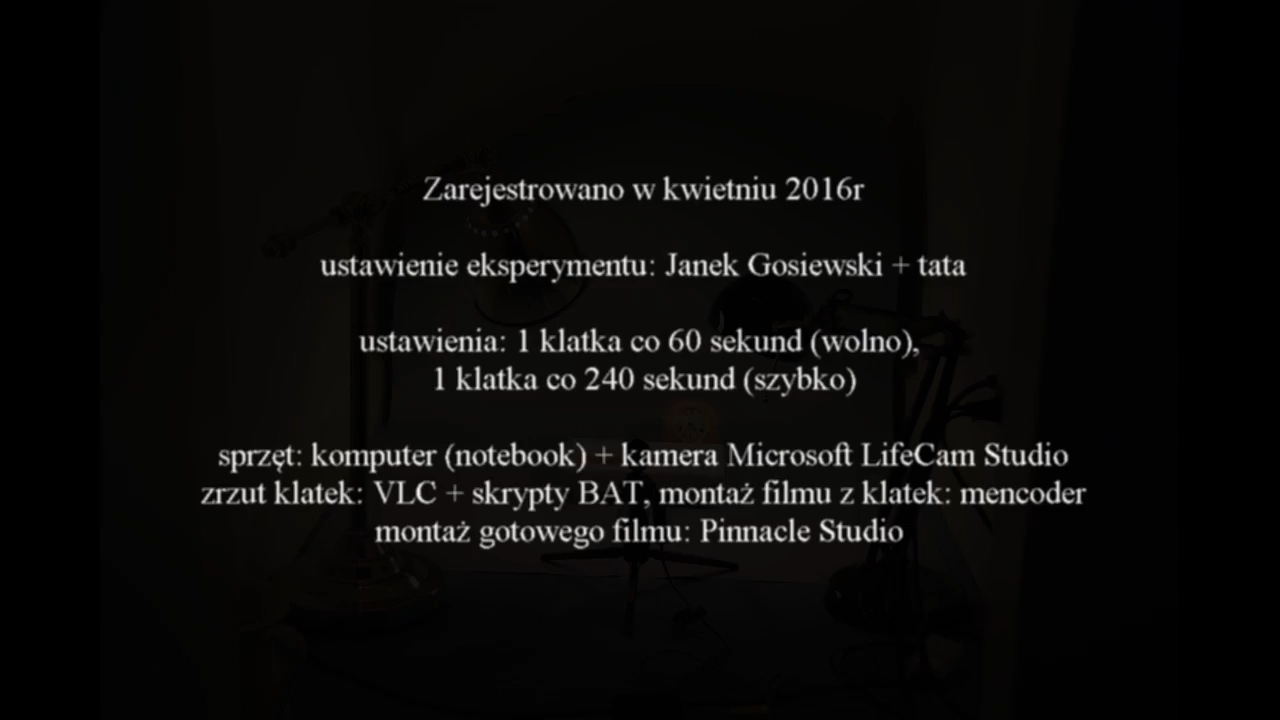 Zarejestrowano w kwietniu 2016r
ustawienie eksperymentu: Janek Gosiewski + tata
ustawienia: 1 klatka co 60 sekund (wolno),
1 klatka co 240 sekund (szybko)
sprzęt: komputer (notebook) + kamera Microsoft LifeCam Studio
zrzut klatek: VLC + skrypty BAT, montaż filmu z klatek: mencoder
montaż gotowego filmu: Pinnacle Studio